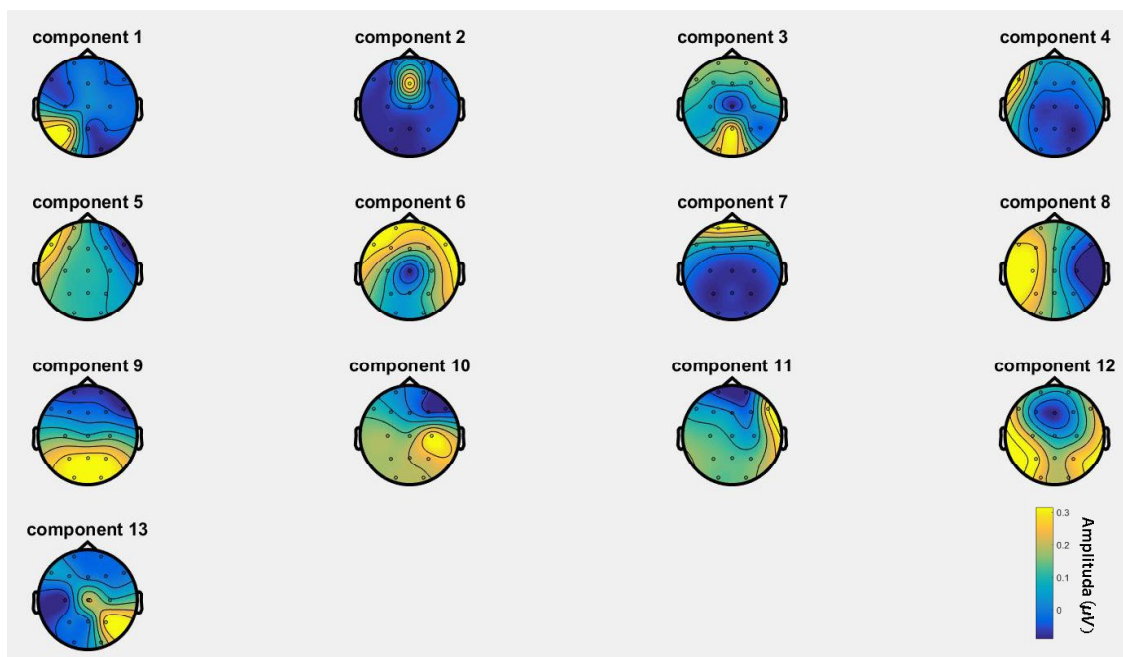 component 1
component 2
component 3
component 4
component 5
component 6
component 7
component 8
component 9
component 10
component 11
component 12
component 13
0.3
0.2
0.1
0
Amplituda (µV)